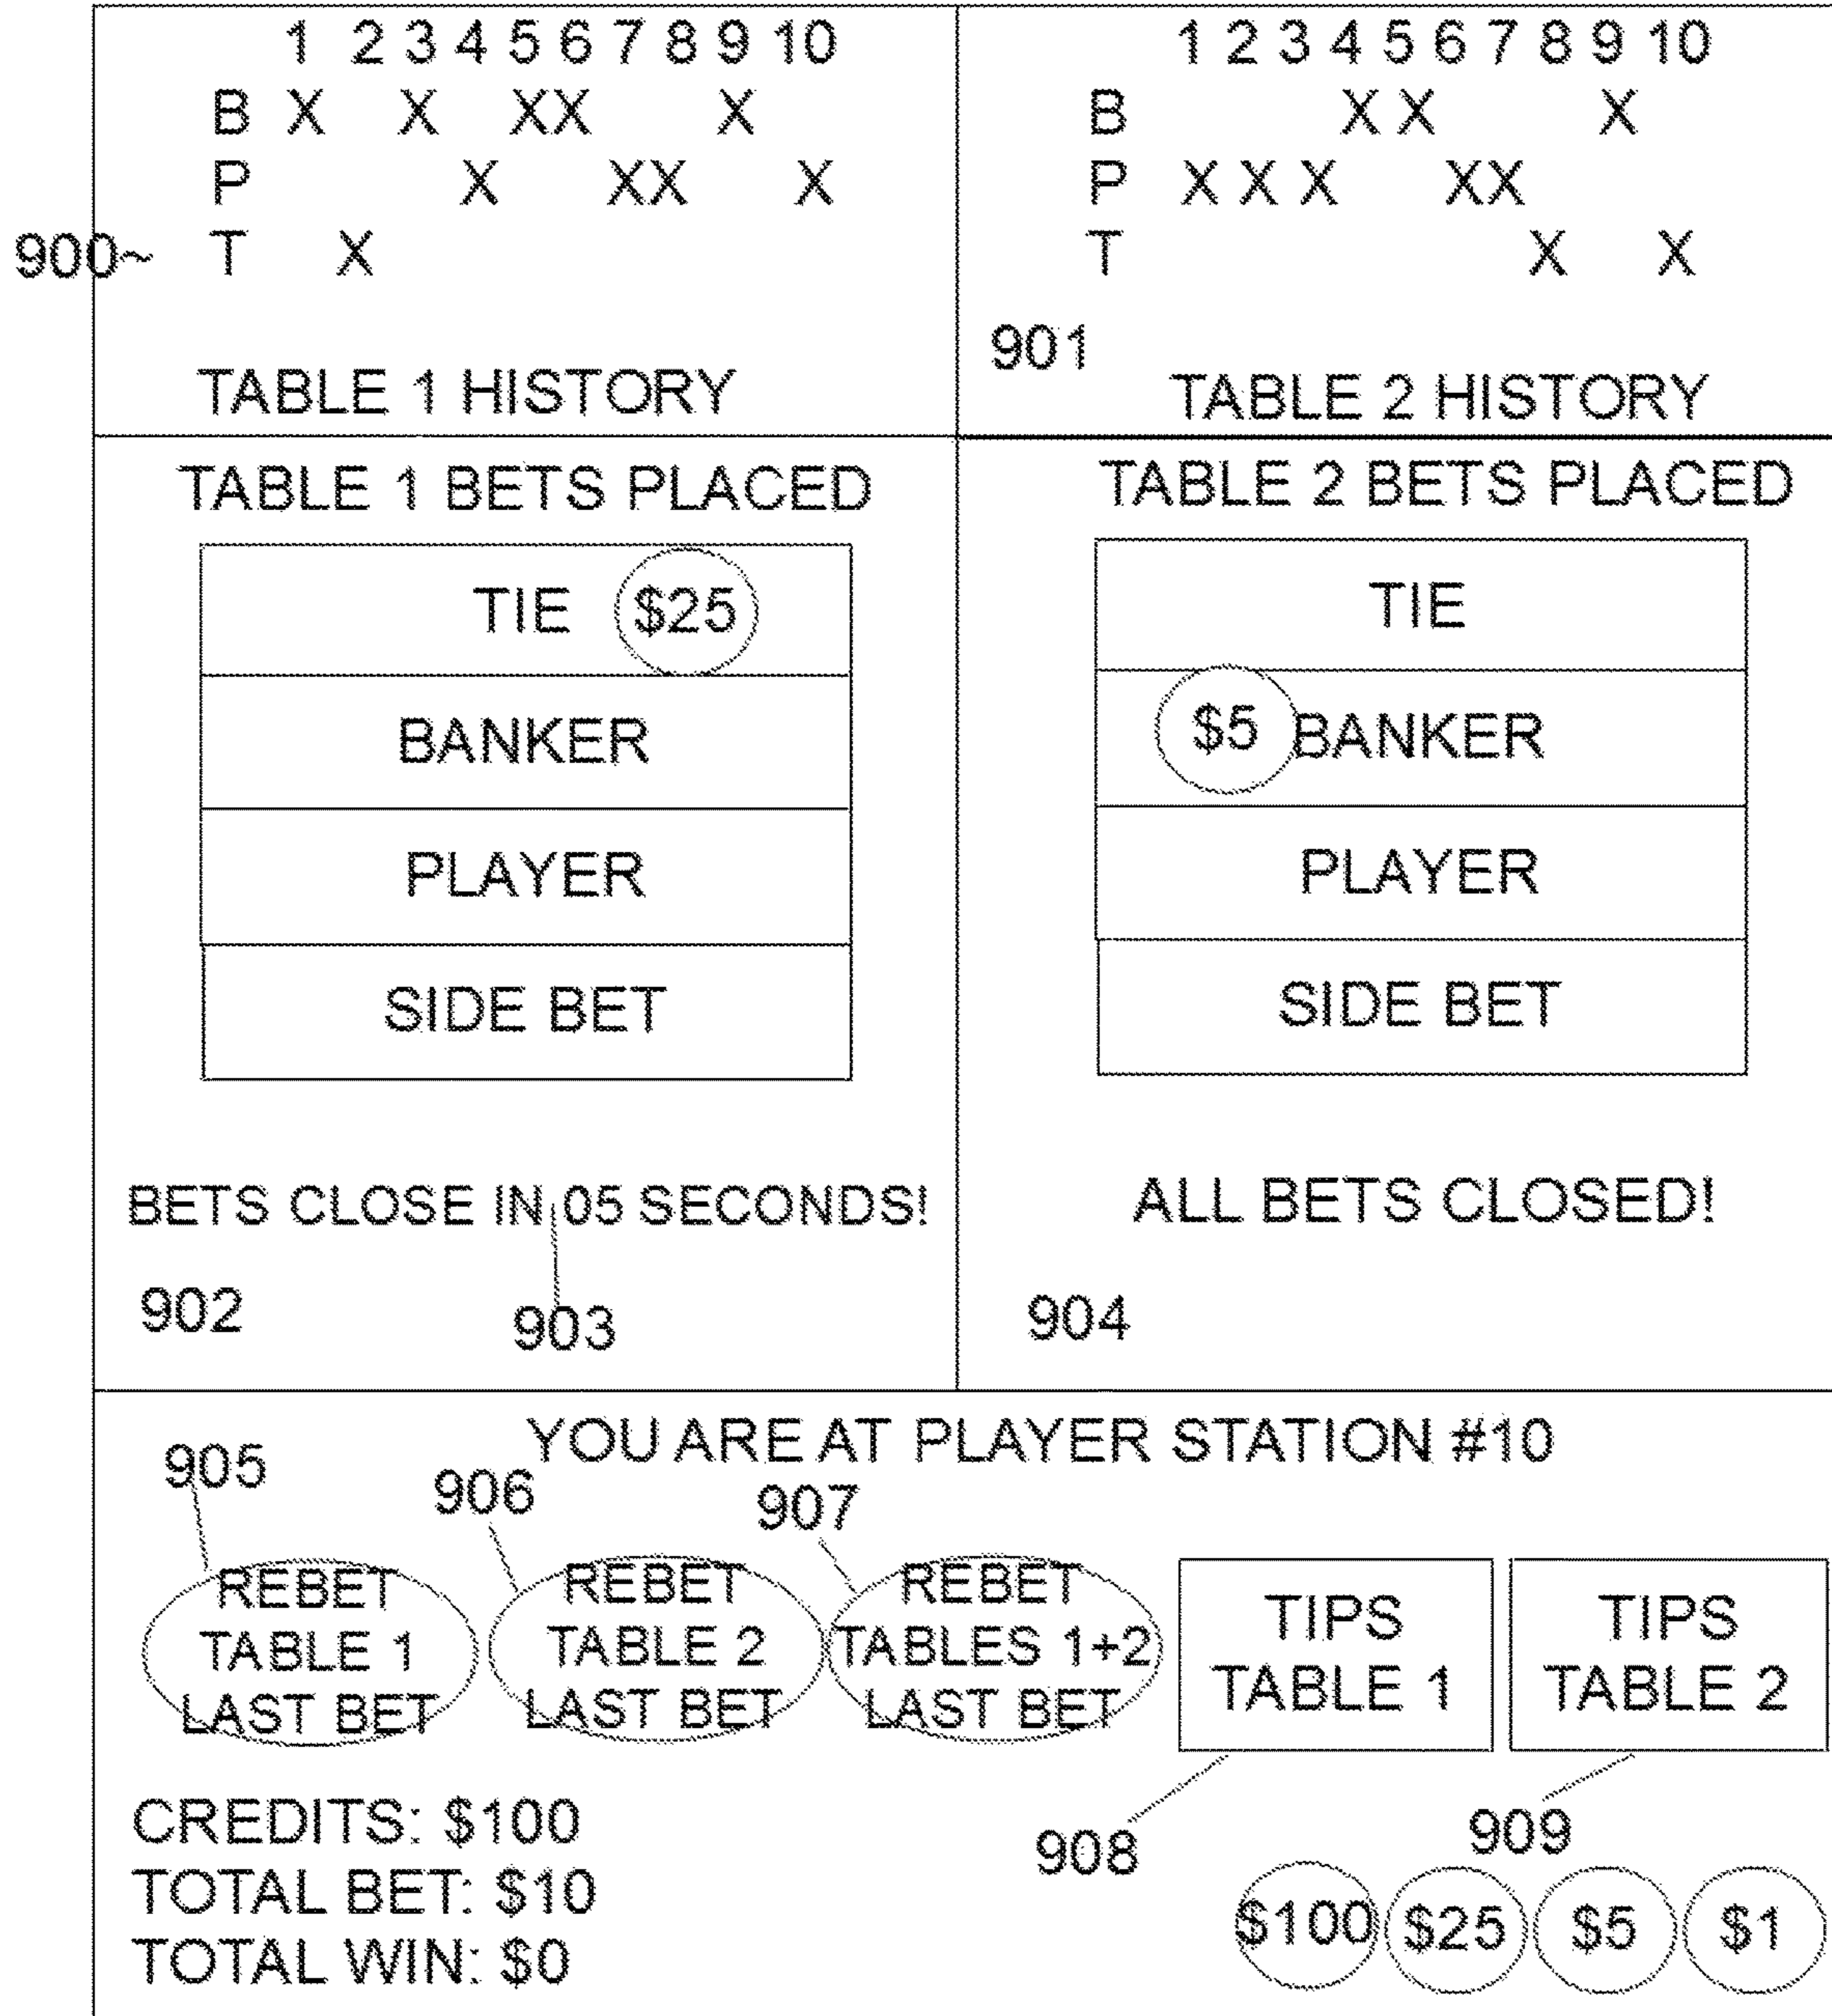 1 2 3 4 5 6 7 8 9 10
B X X XX X
P X XX X
900~ T X
TABLE 1 HISTORY
1 2 3 4 5 6 7 8 9 10
B X X X
P X X X XX
T X X
901
TABLE 2 HISTORY
TABLE 1 BETS PLACED
TIE $25
BANKER
PLAYER
SIDE BET
BETS CLOSE IN 05 SECONDS!
902 903
TABLE 2 BETS PLACED
TIE
$5 BANKER
PLAYER
SIDE BET
ALL BETS CLOSED!
904
YOU ARE AT PLAYER STATION #10
905 906 907
REBET
TABLE 1
LAST BET
REBET
TABLE 2
LAST BET
REBET
TABLES 1+2
LAST BET
TIPS
TABLE 1
TIPS
TABLE 2
908 909
CREDITS: $100
TOTAL BET: $10
TOTAL WIN: $0
$100 $25 $5 $1